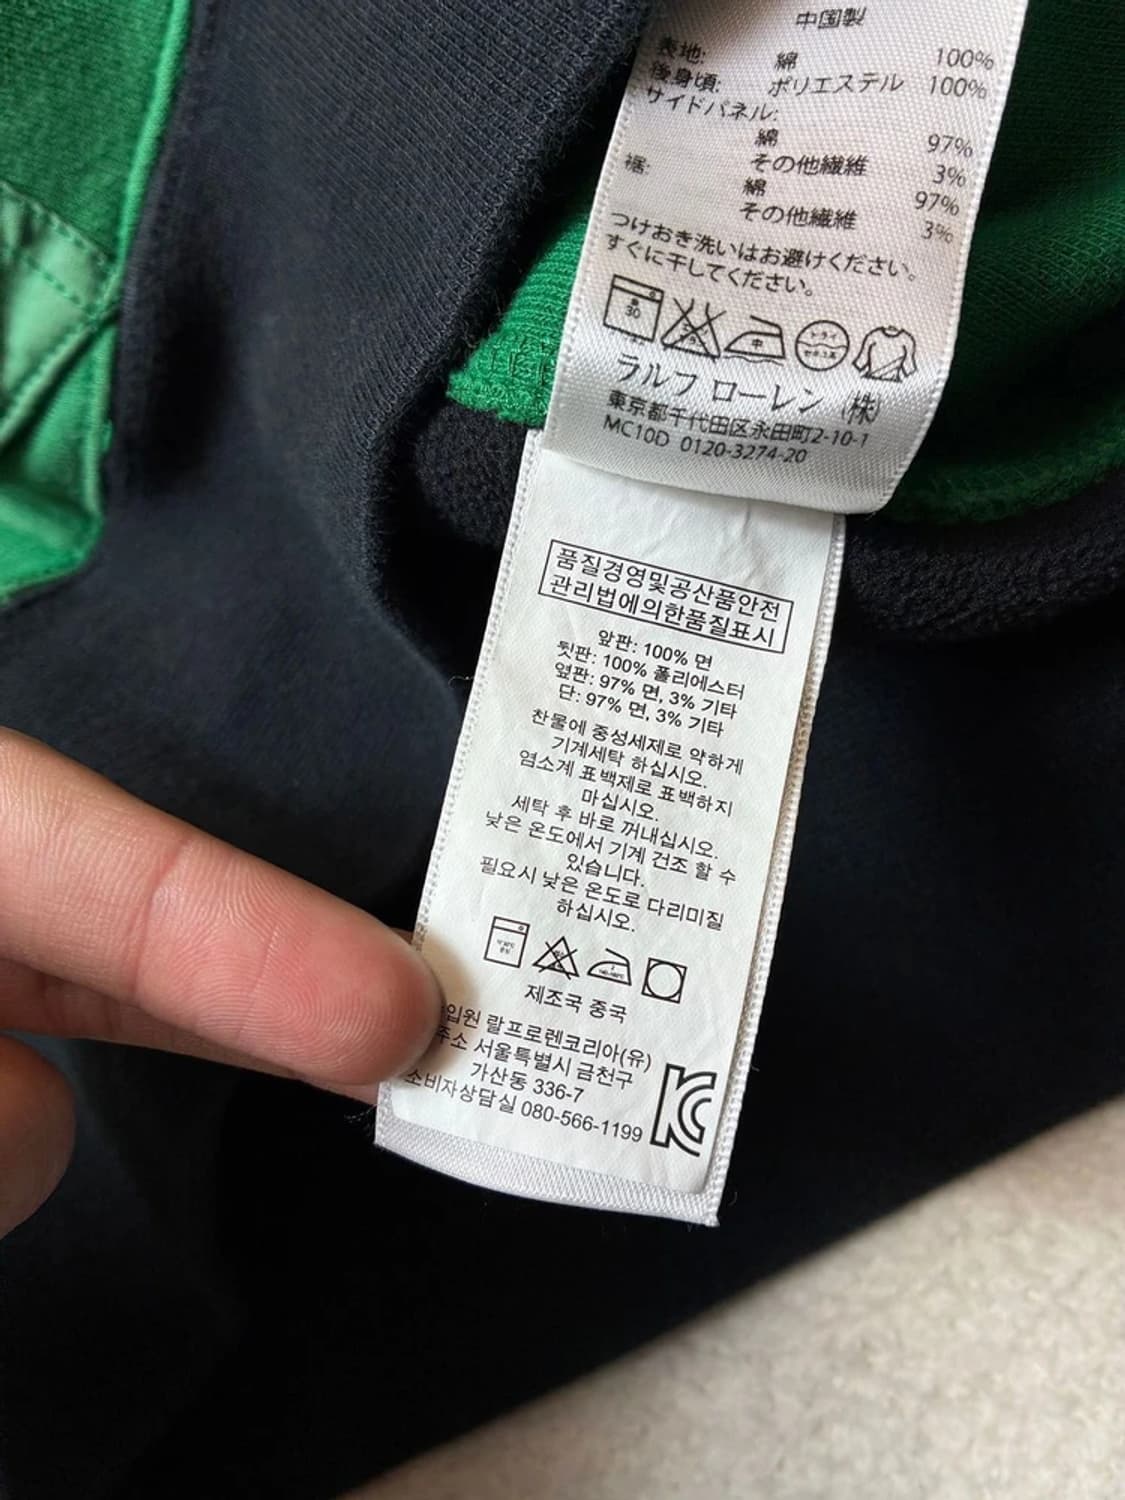 中国製
表地: 綿 100%
後身頃: ポリエステル 100%
サイドパネル:
綿 97%
その他繊維 3%
裾: 綿 97%
その他繊維 3%
つけおき洗いはお避けください。
すぐに干してください。
30
中
ラルフ ローレン (株)
東京都千代田区永田町2-10-1
MC10D 0120-3274-20
품질경영및공산품안전
관리법에의한품질표시
앞판: 100% 면
뒷판: 100% 폴리에스터
옆판: 97% 면, 3% 기타
단: 97% 면, 3% 기타
찬물에 중성세제로 약하게
기계세탁 하십시오.
염소계 표백제로 표백하지
마십시오.
세탁 후 바로 꺼내십시오.
낮은 온도에서 기계 건조 할 수
있습니다.
필요시 낮은 온도로 다리미질
하십시오.
제조국 중국
입원 랄프로렌코리아(유)
주소 서울특별시 금천구
가산동 336-7
소비자상담실 080-566-1199